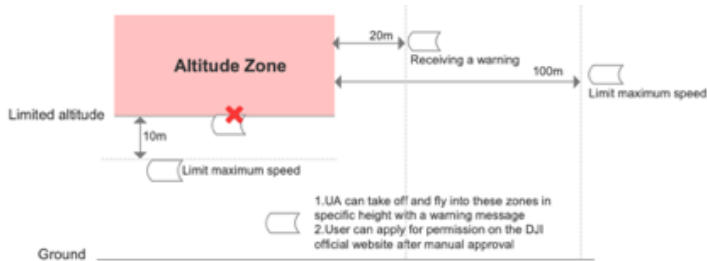 20m
Receiving a warning
Altitude Zone
100m
Limit maximum speed
Limited altitude
10m
Limit maximum speed
1.UA can take off and fly into these zones in
specific height with a warning message
2.User can apply for permission on the DJI
official website after manual approval
Ground